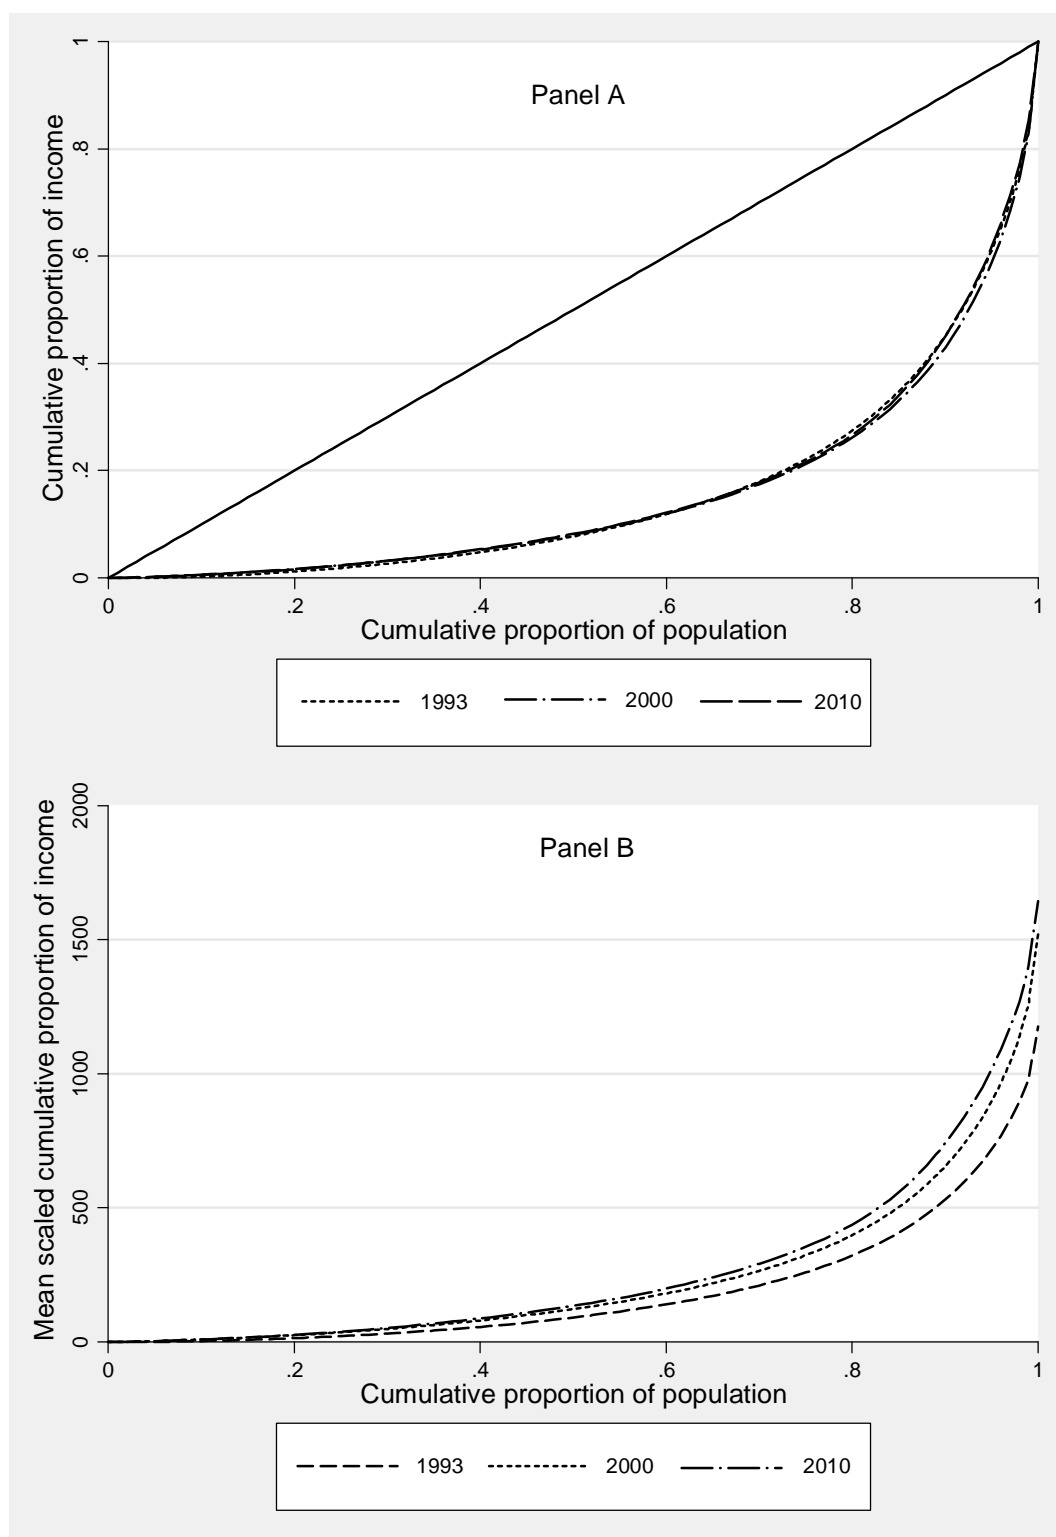 Panel A
Cumulative proportion of income
1
.8
.6
.4
.2
0
0 .2 .4 .6 .8 1
Cumulative proportion of population
1993 2000 2010
Panel B
Mean scaled cumulative proportion of income
2000
1500
1000
500
0
0 .2 .4 .6 .8 1
Cumulative proportion of population
1993 2000 2010